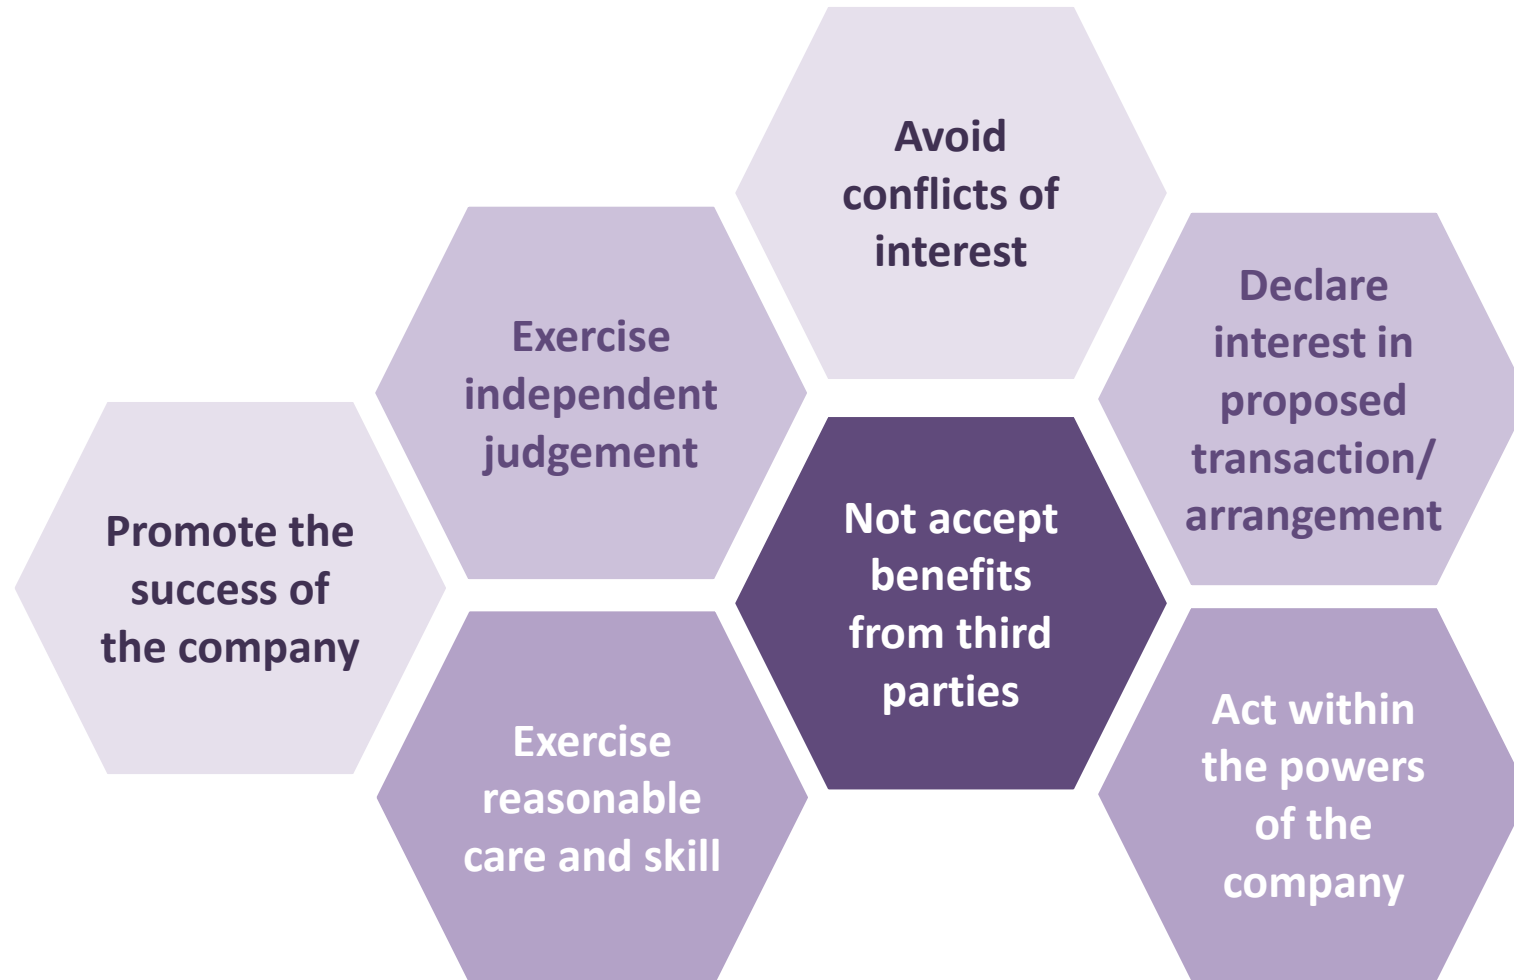 Avoid
conflicts of
interest
Declare
interest in
proposed
transaction/
arrangement
Exercise
independent
judgement
Not accept
benefits
from third
parties
Promote the
success of
the company
Act within
the powers
of the
company
Exercise
reasonable
care and skill